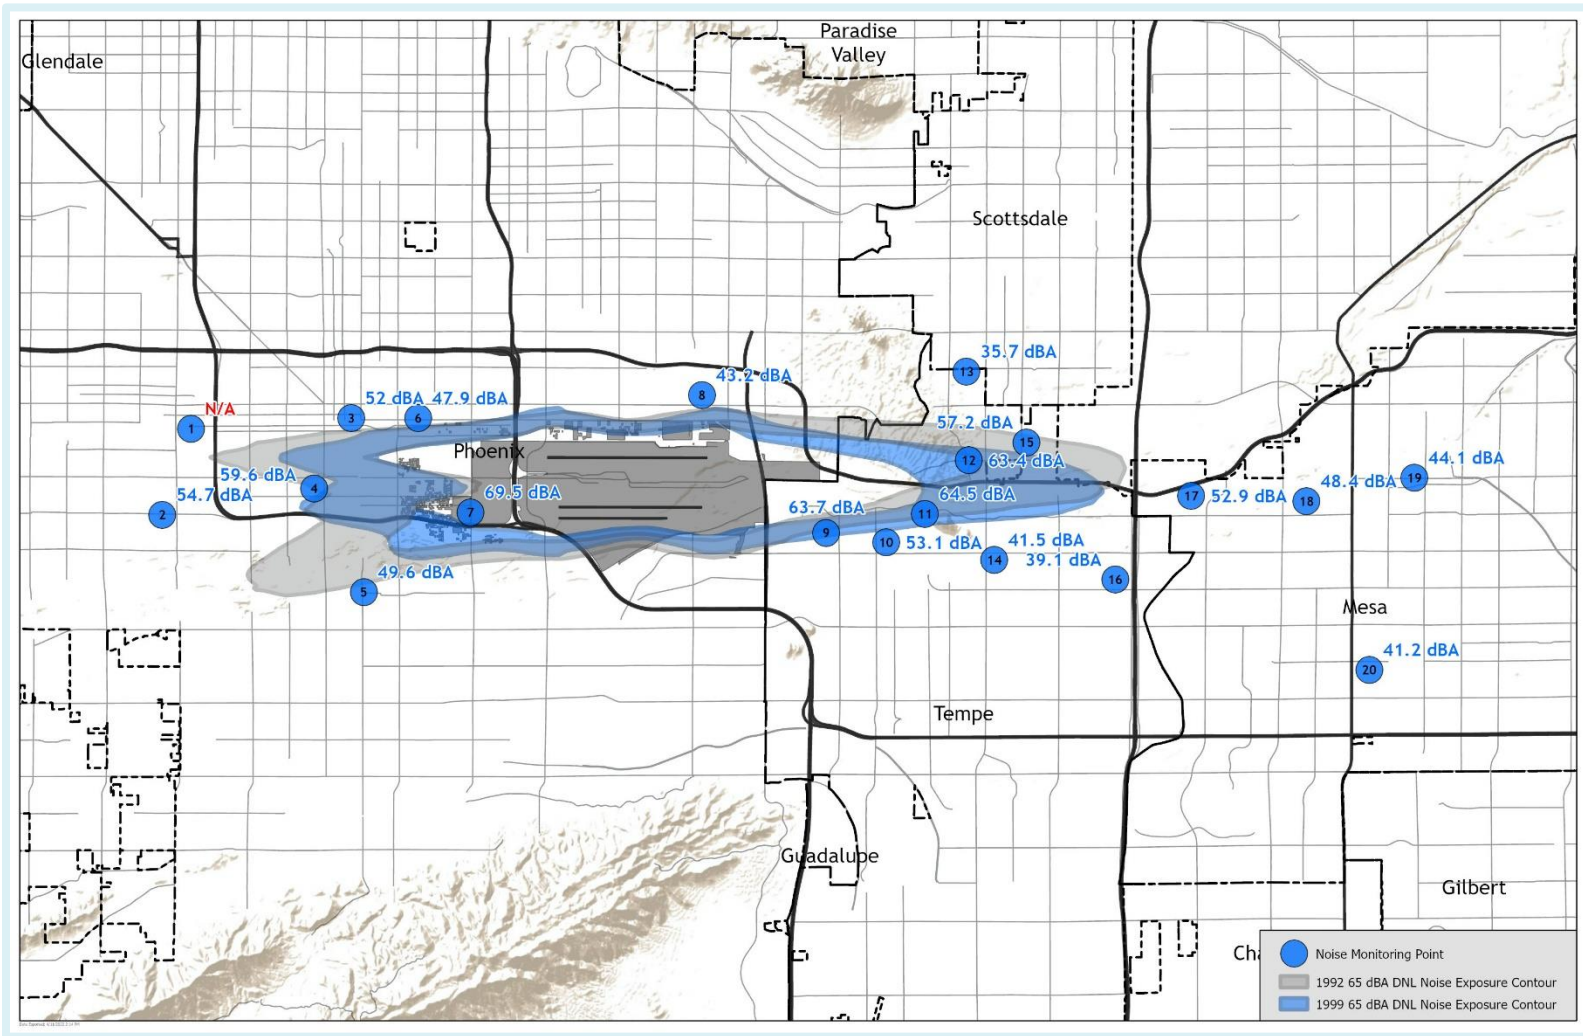 Paradise
Valley
Glendale
Scottsdale
35.7 dBA
13
43.2 dBA
8
N/A
1
52 dBA
3
47.9 dBA
6
57.2 dBA
15
Phoenix
12
63.4 dBA
59.6 dBA
4
44.1 dBA
19
54.7 dBA
2
69.5 dBA
7
64.5 dBA
11
17
52.9 dBA
48.4 dBA
18
63.7 dBA
9
10
53.1 dBA
41.5 dBA
14
39.1 dBA
16
49.6 dBA
5
Mesa
41.2 dBA
20
Tempe
Guadalupe
Gilbert
Cha
Noise Monitoring Point
1992 65 dBA DNL Noise Exposure Contour
1999 65 dBA DNL Noise Exposure Contour